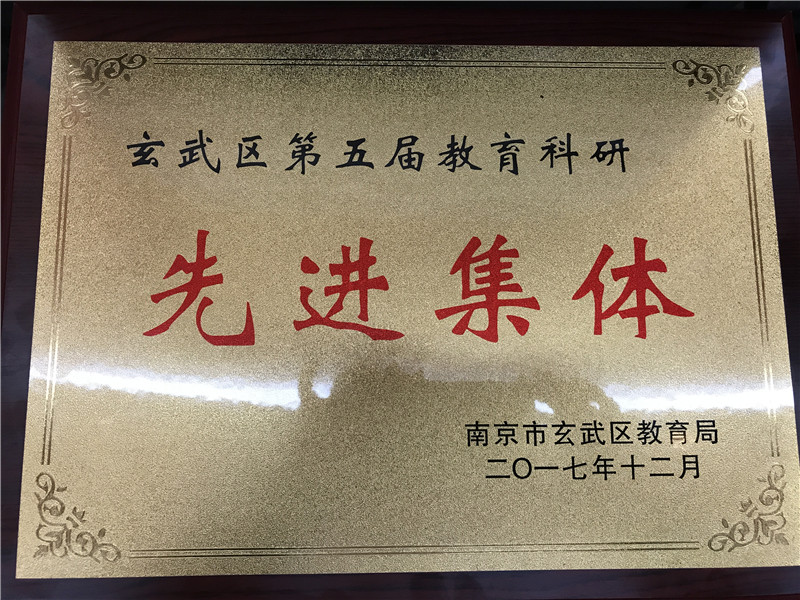 玄武区第五届教育科研
先进集体
南京市玄武区教育局
二〇一七年十二月